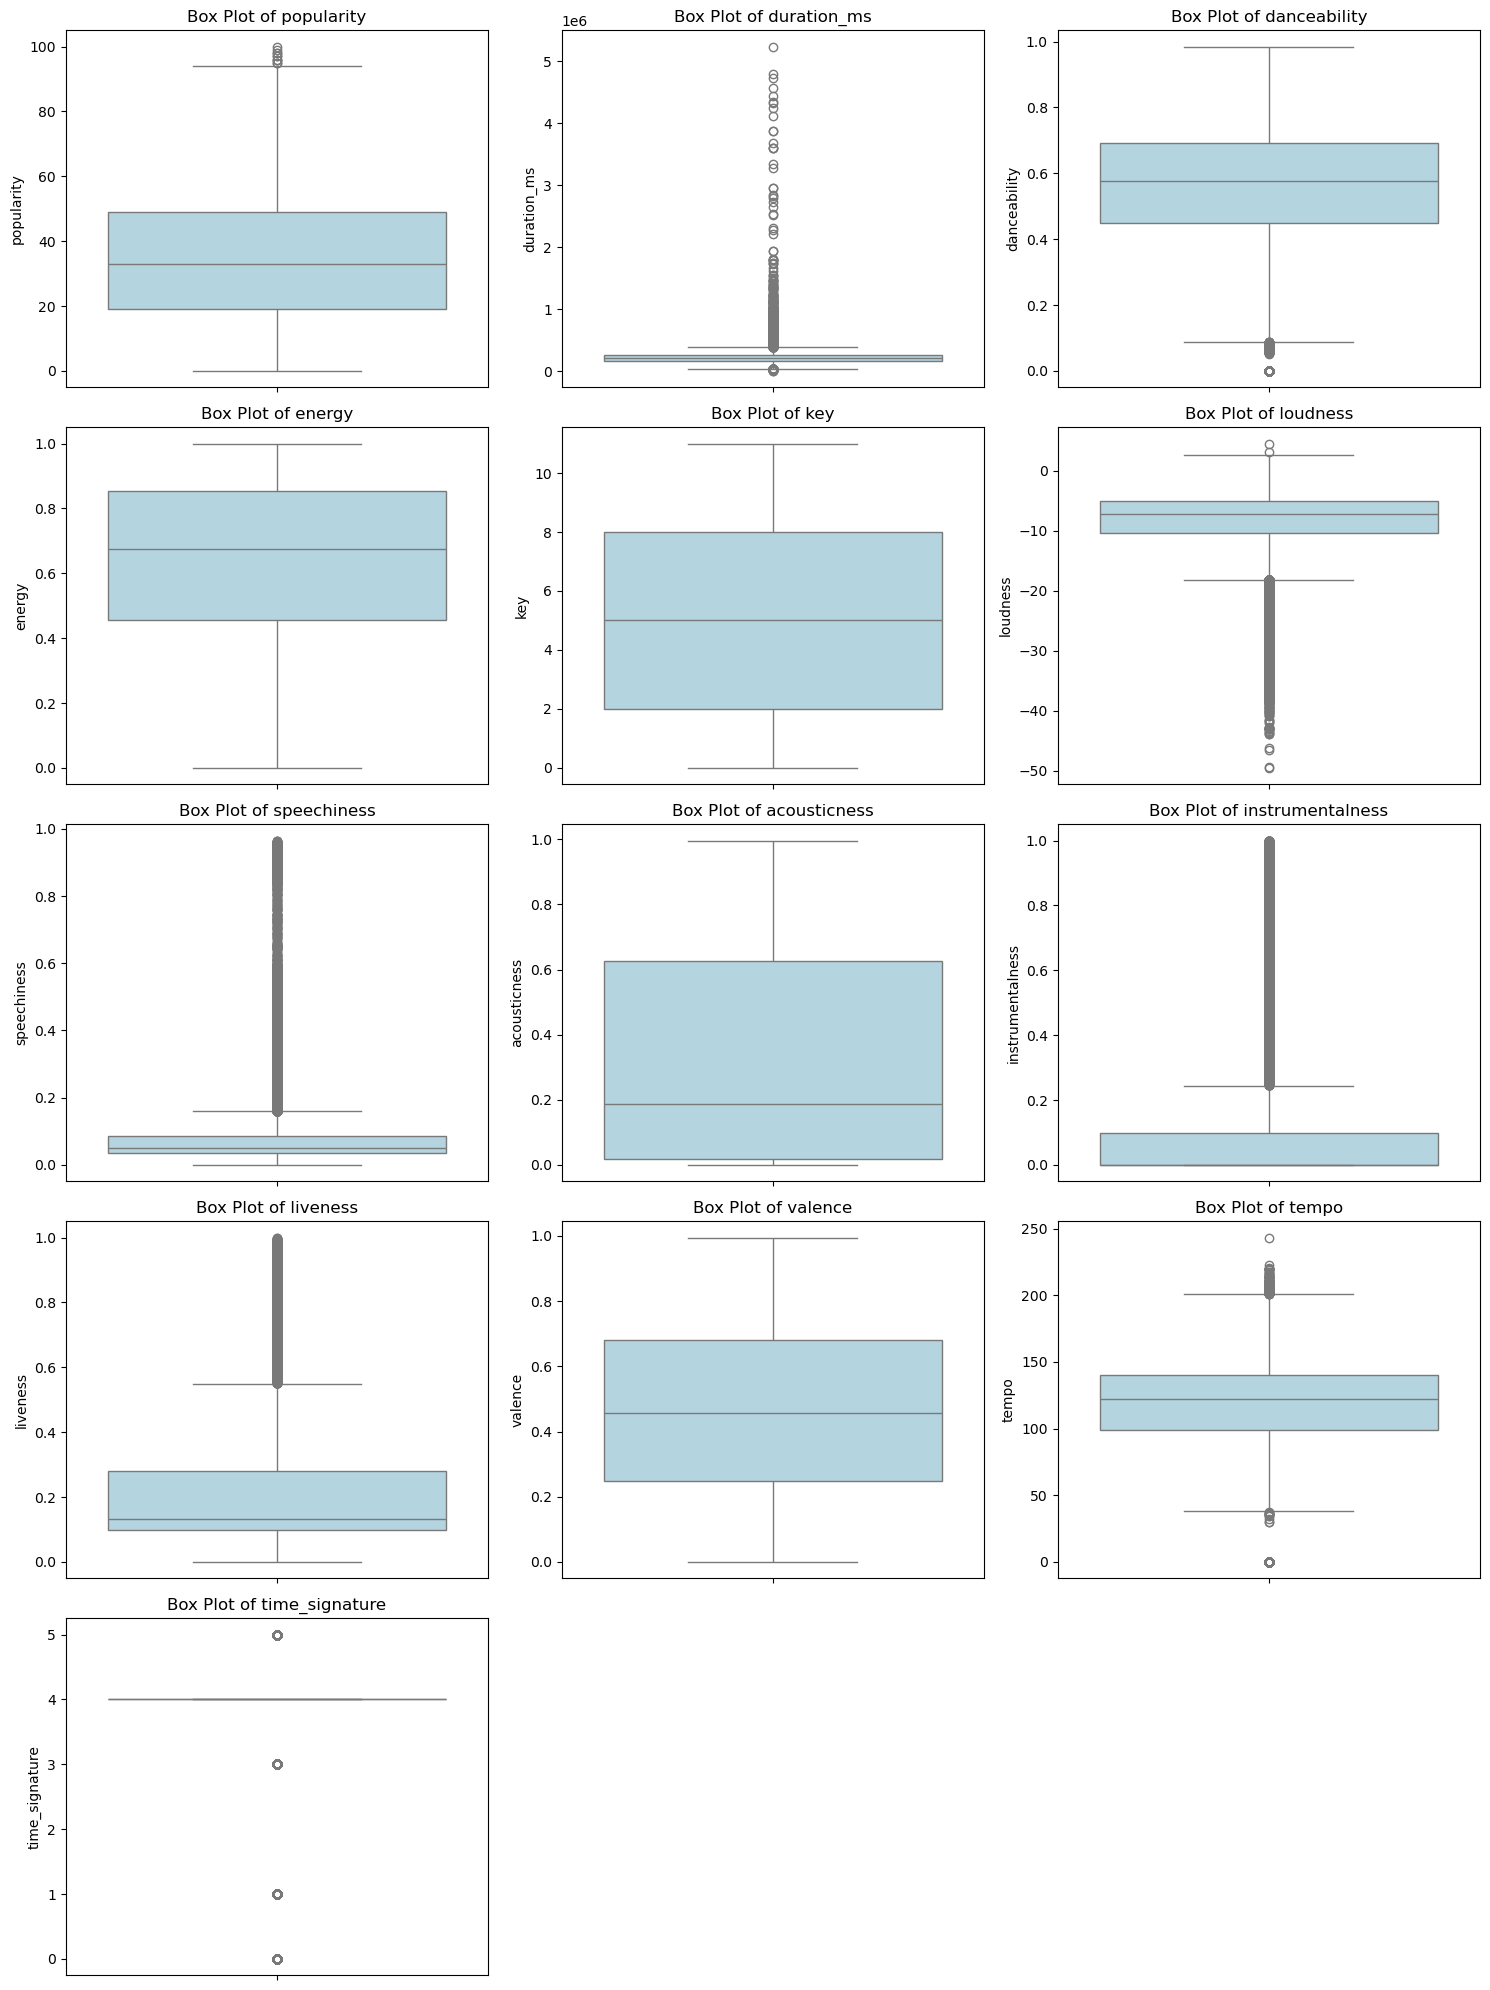 Box Plot of popularity
popularity
100
80
60
40
20
0
Box Plot of duration_ms
1e6
duration_ms
5
4
3
2
1
0
Box Plot of danceability
danceability
1.0
0.8
0.6
0.4
0.2
0.0
Box Plot of energy
energy
1.0
0.8
0.6
0.4
0.2
0.0
Box Plot of key
key
10
8
6
4
2
0
Box Plot of loudness
loudness
0
−10
−20
−30
−40
−50
Box Plot of speechiness
speechiness
1.0
0.8
0.6
0.4
0.2
0.0
Box Plot of acousticness
acousticness
1.0
0.8
0.6
0.4
0.2
0.0
Box Plot of instrumentalness
instrumentalness
1.0
0.8
0.6
0.4
0.2
0.0
Box Plot of liveness
liveness
1.0
0.8
0.6
0.4
0.2
0.0
Box Plot of valence
valence
1.0
0.8
0.6
0.4
0.2
0.0
Box Plot of tempo
tempo
250
200
150
100
50
0
Box Plot of time_signature
time_signature
5
4
3
2
1
0